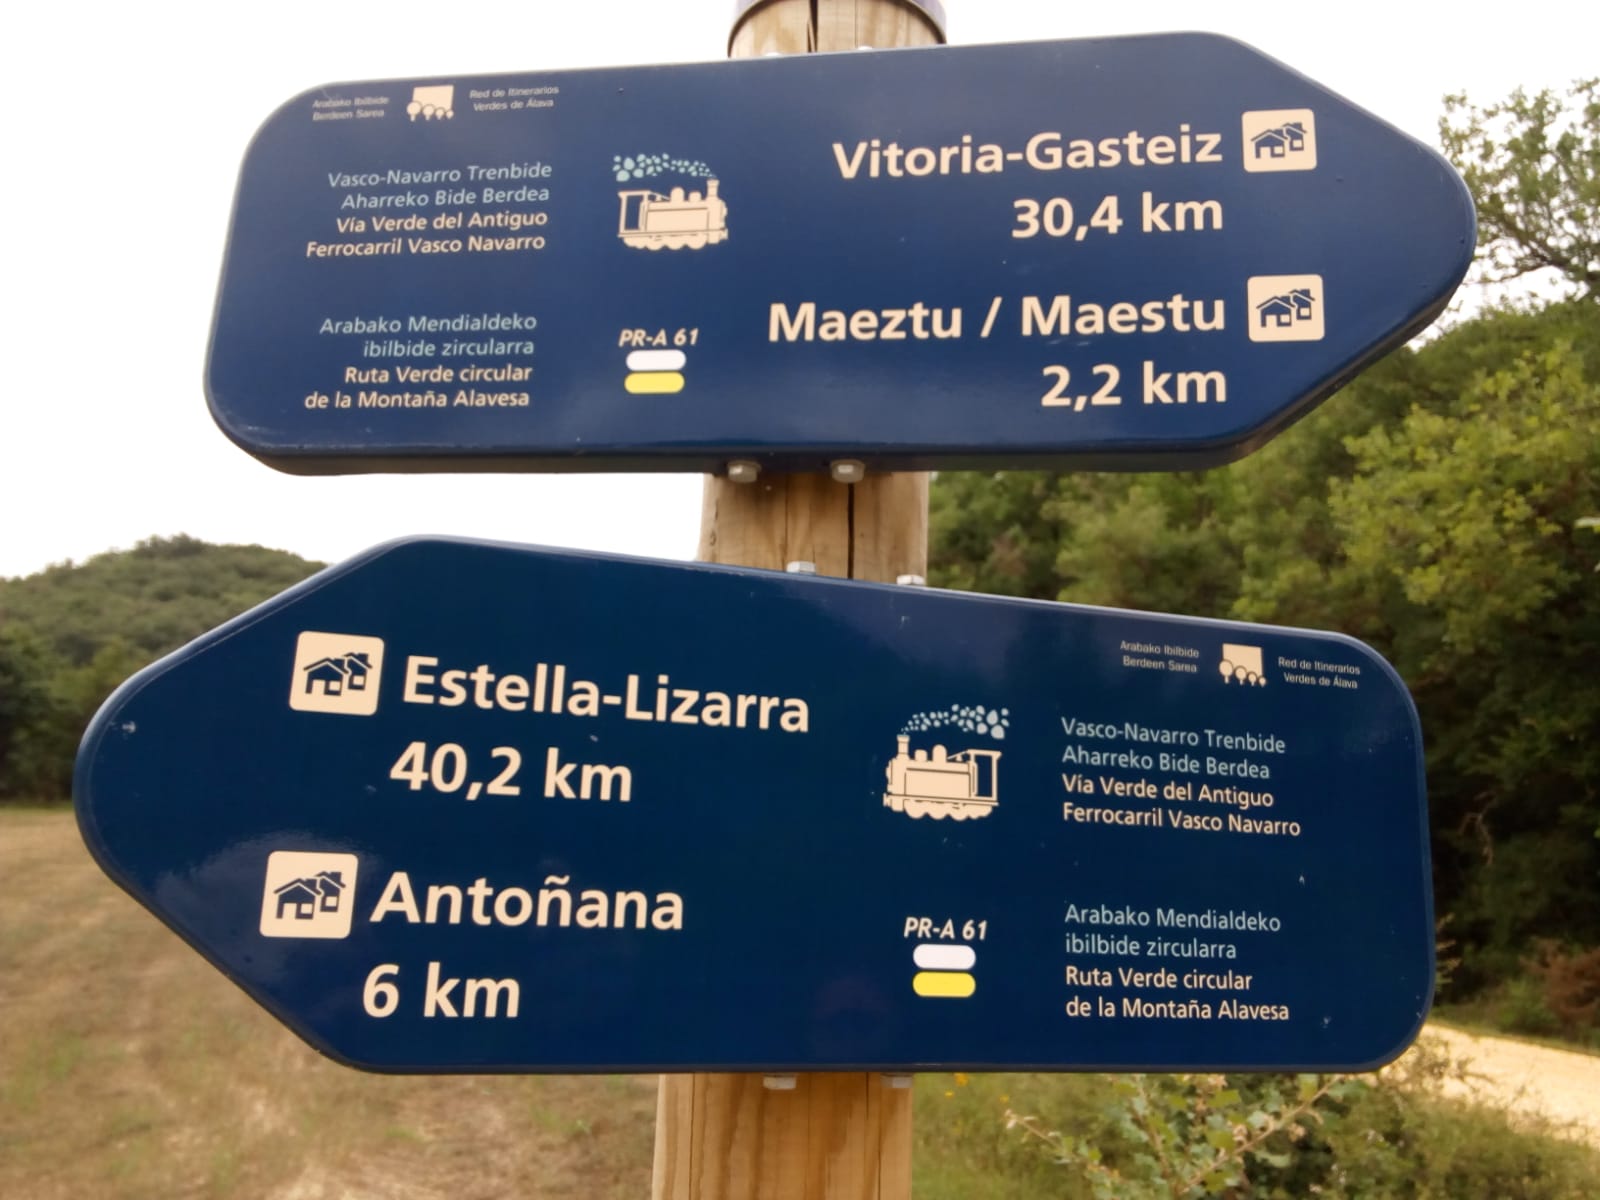 Arabako Ibilbide
Berdeen Sarea
Red de Itinerarios
Verdes de Álava
Vasco-Navarro Trenbide
Aharreko Bide Berdea
Vía Verde del Antiguo
Ferrocarril Vasco Navarro
Vitoria-Gasteiz
30,4 km
Arabako Mendialdeko
ibilbide zircularra
Ruta Verde circular
de la Montaña Alavesa
PR-A 61
Maeztu / Maestu
2,2 km
Estella-Lizarra
40,2 km
Arabako Ibilbide
Berdeen Sarea
Red de Itinerarios
Verdes de Álava
Vasco-Navarro Trenbide
Aharreko Bide Berdea
Vía Verde del Antiguo
Ferrocarril Vasco Navarro
Antoñana
6 km
PR-A 61
Arabako Mendialdeko
ibilbide zircularra
Ruta Verde circular
de la Montaña Alavesa